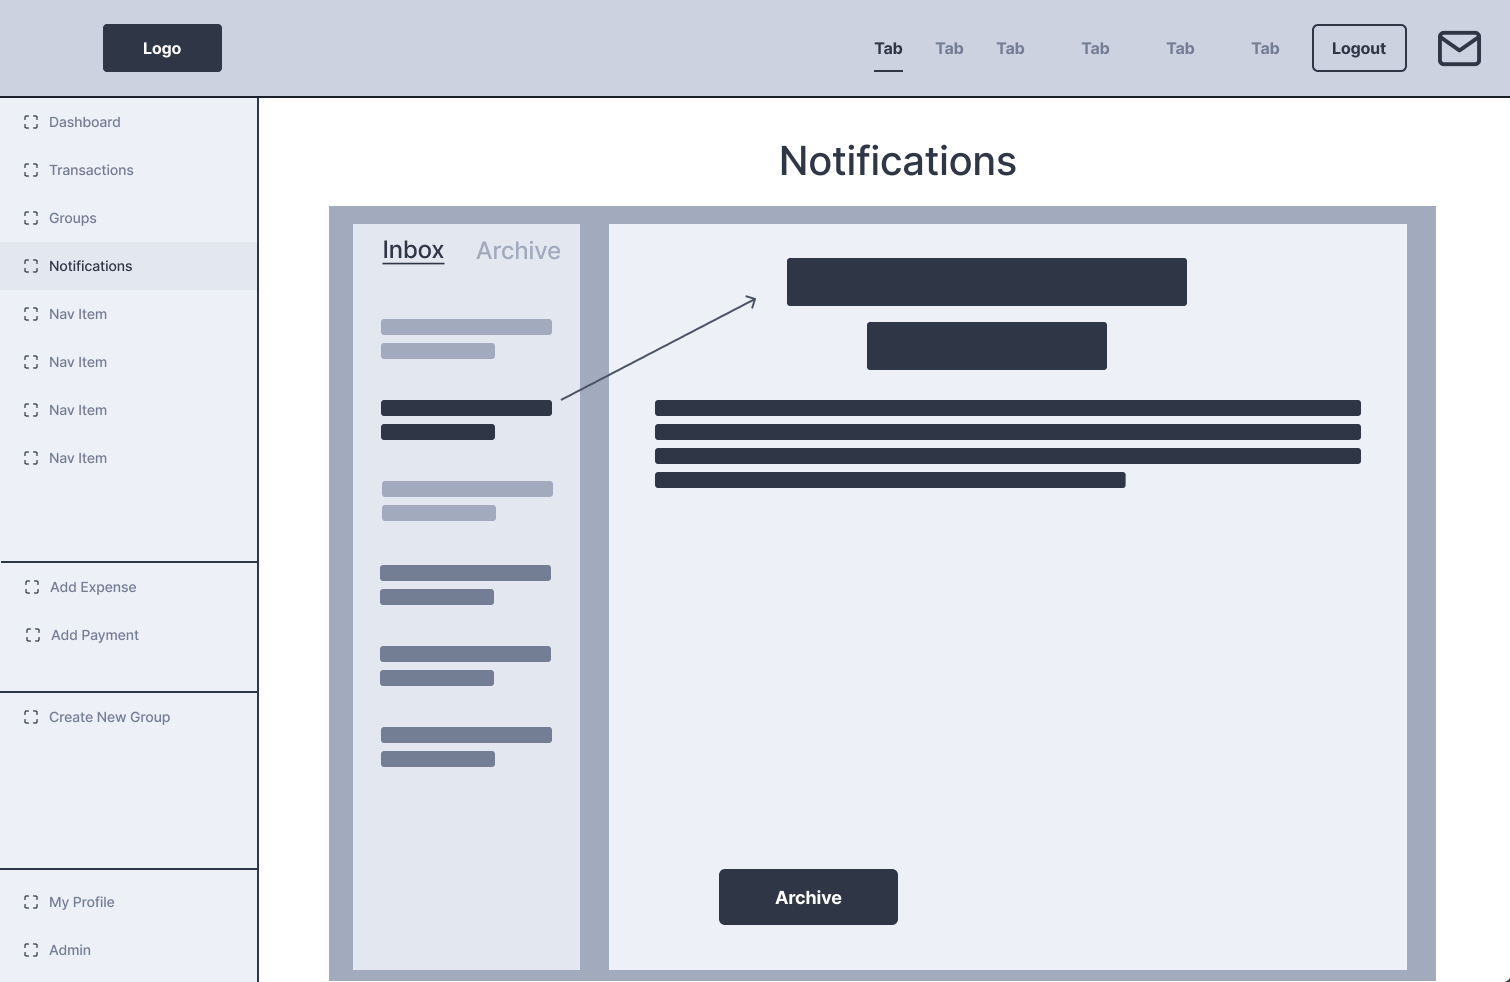 Logo
Tab Tab Tab Tab Tab Tab Logout
Dashboard
Transactions
Groups
Notifications
Nav Item
Nav Item
Nav Item
Nav Item
Add Expense
Add Payment
Create New Group
My Profile
Admin
Notifications
Inbox Archive
Archive